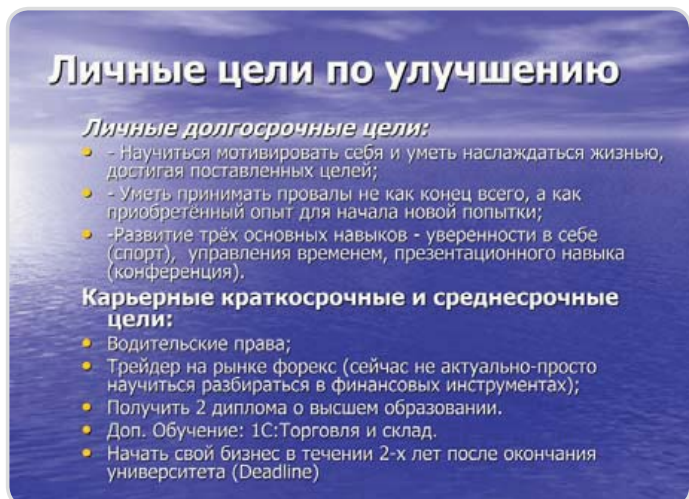 Личные цели по улучшению
Личные долгосрочные цели:
- Научиться мотивировать себя и уметь наслаждаться жизнью,
достигая поставленных целей;
- Уметь принимать провалы не как конец всего, а как
приобретённый опыт для начала новой попытки;
-Развитие трёх основных навыков - уверенности в себе
(спорт), управления временем, презентационного навыка
(конференция).
Карьерные краткосрочные и среднесрочные
цели:
Водительские права;
Трейдер на рынке форекс (сейчас не актуально-просто
научиться разбираться в финансовых инструментах);
Получить 2 диплома о высшем образовании.
Доп. Обучение: 1С:Торговля и склад.
Начать свой бизнес в течении 2-х лет после окончания
университета (Deadline)